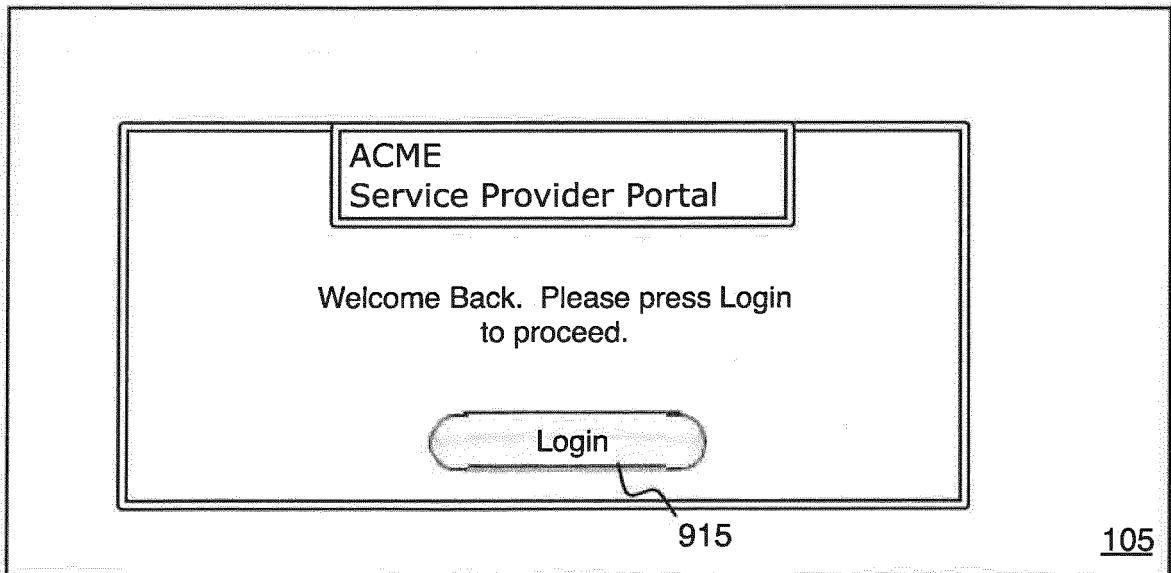 ACME
Service Provider Portal
Welcome Back.  Please press Login
to proceed.
Login
915
105